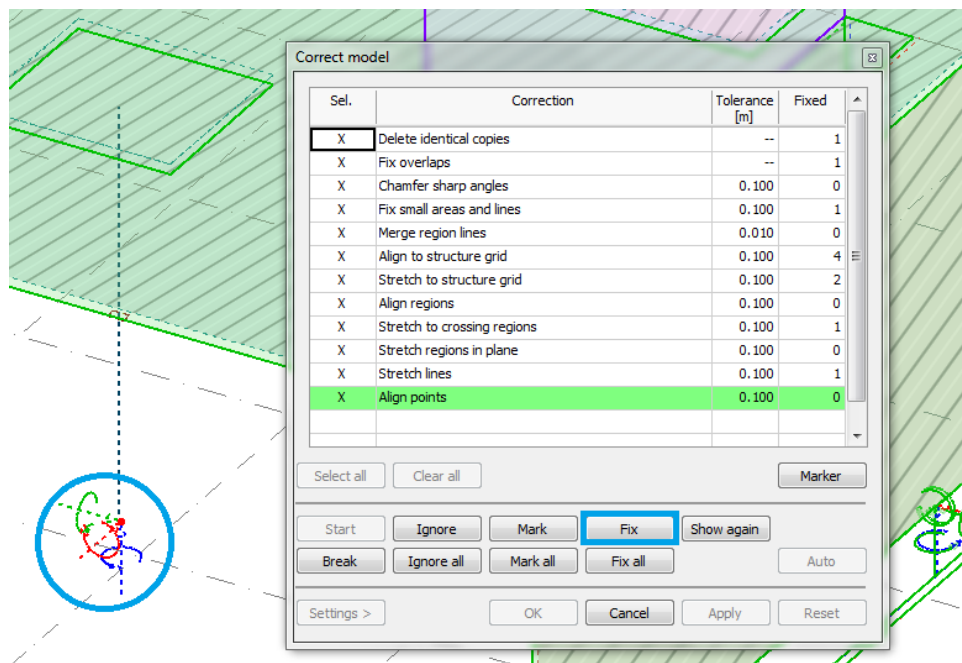 Correct model
Sel. Correction Tolerance [m] Fixed
X Delete identical copies -- 1
X Fix overlaps -- 1
X Chamfer sharp angles 0.100 0
X Fix small areas and lines 0.100 1
X Merge region lines 0.010 0
X Align to structure grid 0.100 4
X Stretch to structure grid 0.100 2
X Align regions 0.100 0
X Stretch to crossing regions 0.100 1
X Stretch regions in plane 0.100 0
X Stretch lines 0.100 1
X Align points 0.100 0
Select all Clear all Marker
Start Ignore Mark Fix Show again
Break Ignore all Mark all Fix all Auto
Settings > OK Cancel Apply Reset